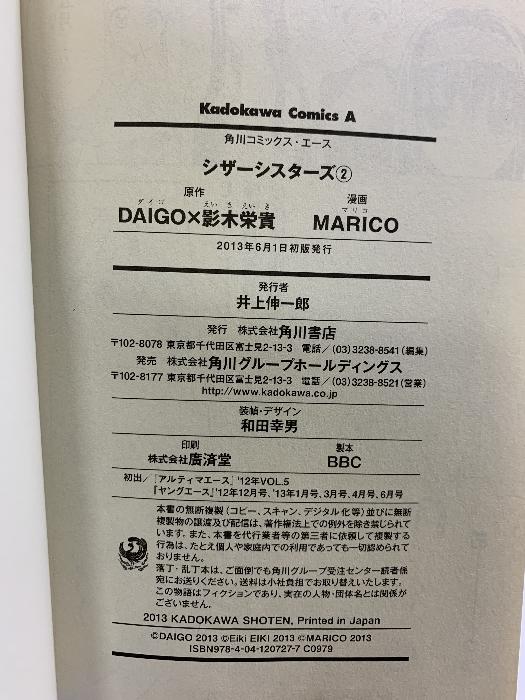 Kadokawa Comics A
角川コミックス・エース
シザーシスターズ②
原作 漫画
ダイゴ えいき えいき マリコ
DAIGO×影木栄貴 MARICO
2013年6月1日初版発行
発行者
井上伸一郎
発行 株式会社角川書店
〒102-8078 東京都千代田区富士見2-13-3 電話/(03)3238-8541(編集)
発売 株式会社角川グループホールディングス
〒102-8177 東京都千代田区富士見2-13-3 電話/(03)3238-8521(営業)
http://www.kadokawa.co.jp
装幀・デザイン
和田幸男
印刷 製本
株式会社廣済堂 BBC
初出/『アルティマエース』'12年VOL.5
『ヤングエース』'12年12月号、'13年1月号、3月号、4月号、6月号
本書の無断複製(コピー、スキャン、デジタル化等)並びに無断
複製物の譲渡及び配信は、著作権法上での例外を除き禁じられて
います。また、本書を代行業者等の第三者に依頼して複製する
行為は、たとえ個人や家庭内での利用であっても一切認められて
おりません。
落丁・乱丁本は、ご面倒でも角川グループ受注センター読者係
宛にお送りください。送料は小社負担でお取り替えいたします。
この物語はフィクションであり、実在の人物・団体名とは関係が
ございません。
2013 KADOKAWA SHOTEN, Printed in Japan
©DAIGO 2013 ©Eiki EIKI 2013 ©MARICO 2013
ISBN978-4-04-120727-7 C0979